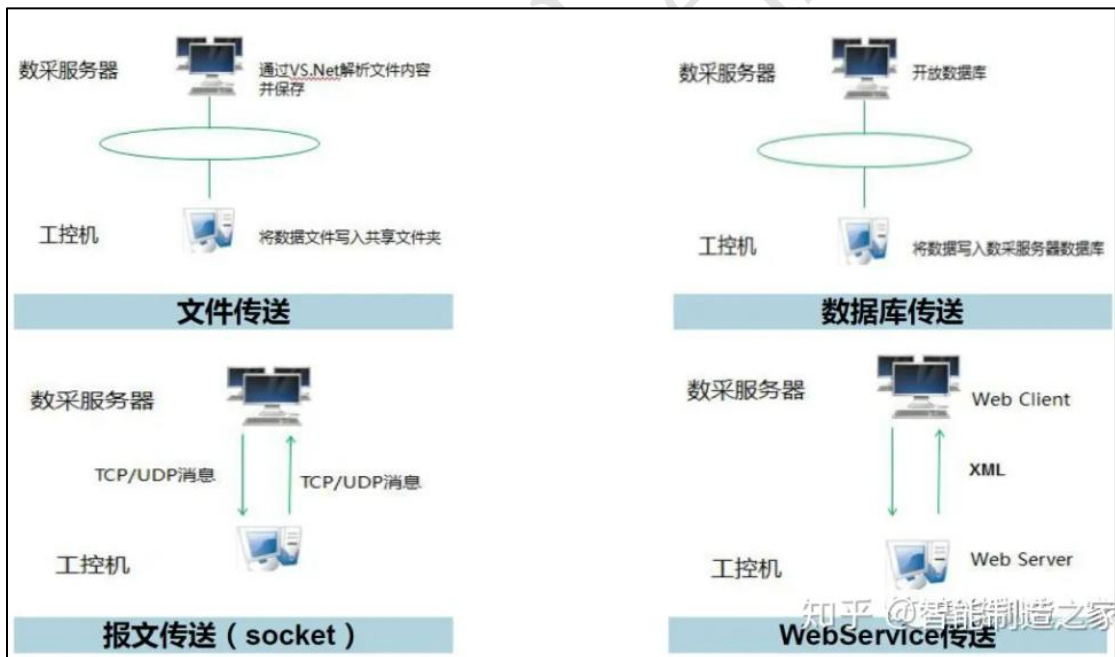 数采服务器
通过VS.Net解析文件内容
并保存
工控机
将数据文件写入共享文件夹
文件传送
数采服务器
开放数据库
工控机
将数据写入数采服务器数据库
数据库传送
数采服务器
TCP/UDP消息
TCP/UDP消息
工控机
报文传送（socket）
数采服务器
Web Client
XML
工控机
Web Server
WebService传送
知乎 @智能制造之家